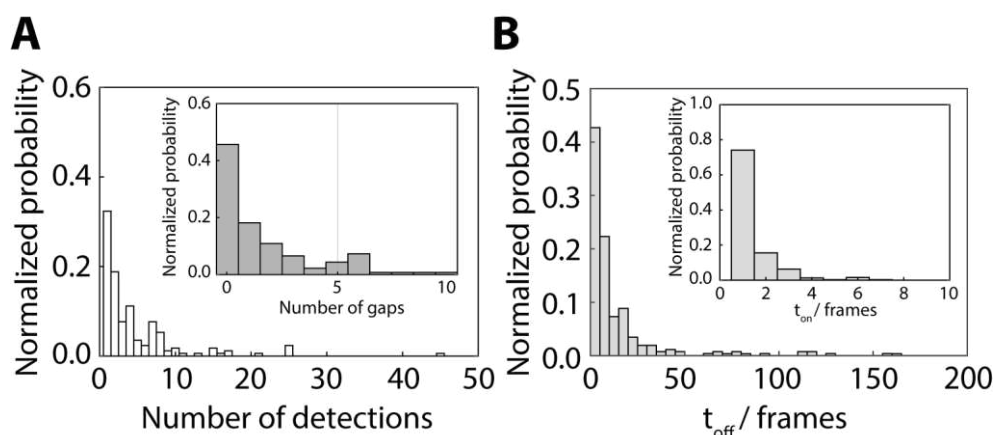 A
Normalized probability
0.6
0.4
0.2
0.0
0 10 20 30 40 50
Number of detections
Normalized probability
0.6
0.4
0.2
0.0
0 5 10
Number of gaps
B
Normalized probability
0.5
0.4
0.3
0.2
0.1
0.0
0 50 100 150 200
t_off / frames
Normalized probability
1.0
0.8
0.6
0.4
0.2
0.0
0 2 4 6 8 10
t_on / frames